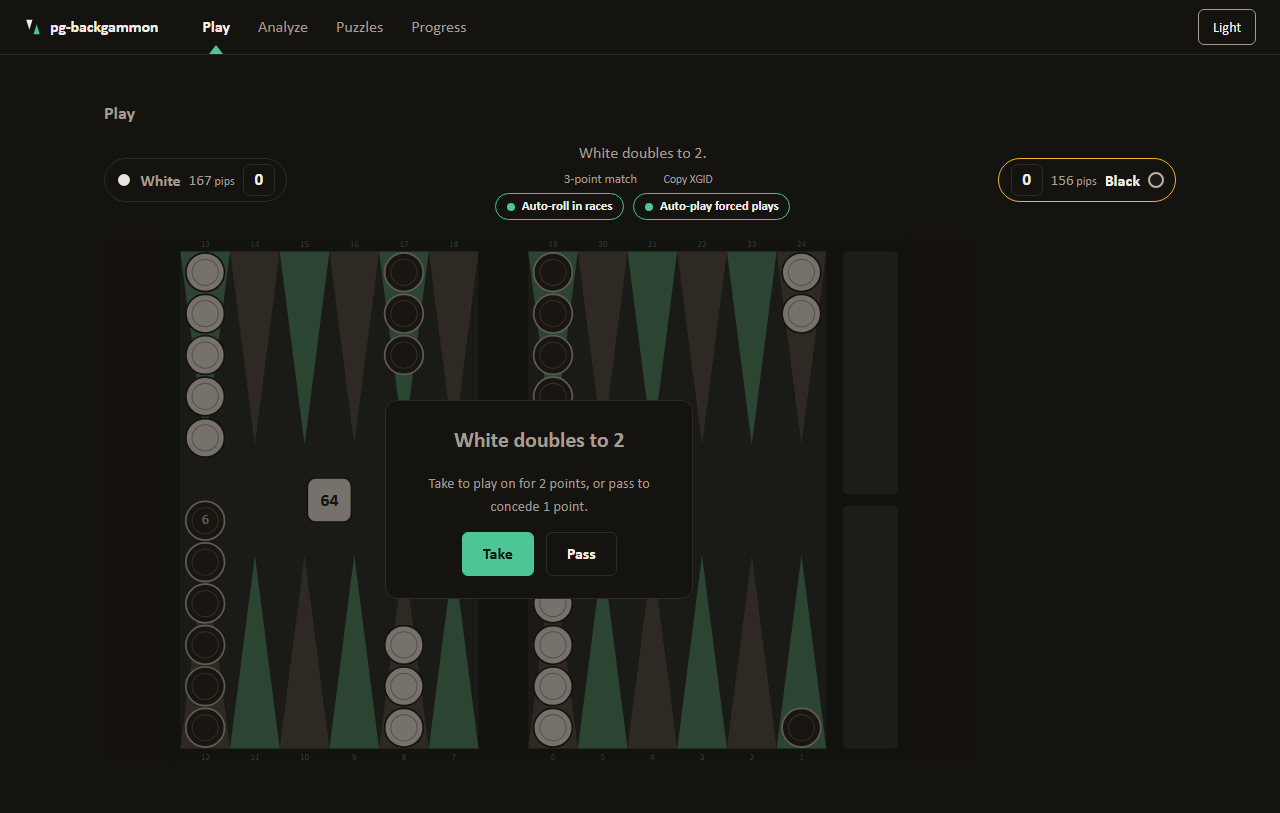 pg-backgammon Play Analyze Puzzles Progress Light
Play
White doubles to 2.
White 167 pips 0
3-point match Copy XGID
0 156 pips Black
Auto-roll in races Auto-play forced plays
13 14 15 16 17 18 19 20 21 22 23 24
White doubles to 2
Take to play on for 2 points, or pass to
concede 1 point.
64
6
Take Pass
12 11 10 9 8 7 6 5 4 3 2 1